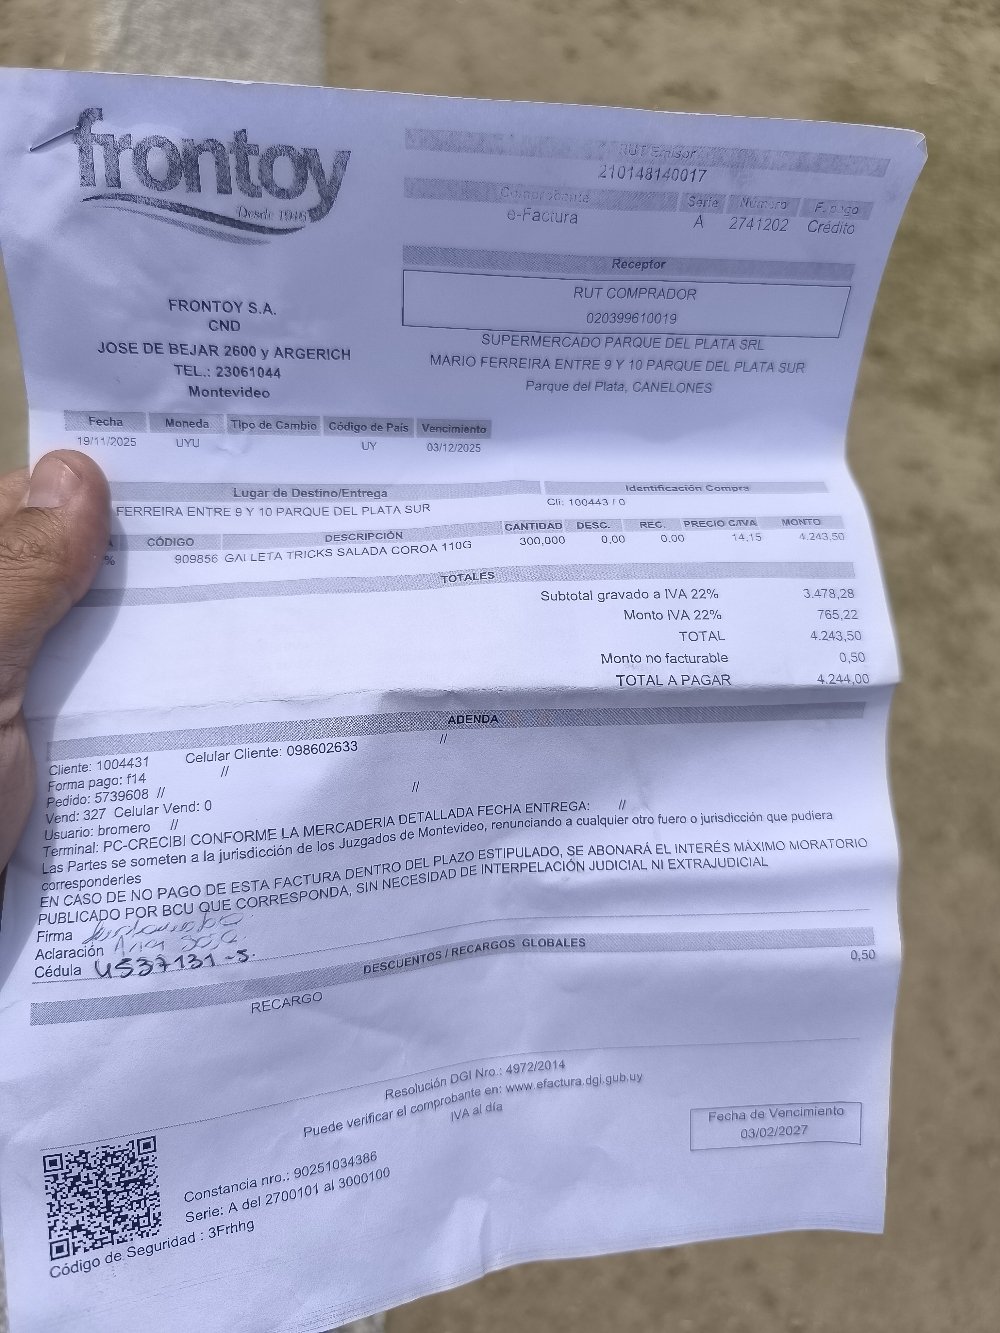 frontoy
Desde 1946
RUT Emisor
210148140017
Comprobante Serie Número F. pago
e-Factura A 2741202 Crédito
Receptor
RUT COMPRADOR
020399610019
SUPERMERCADO PARQUE DEL PLATA SRL
MARIO FERREIRA ENTRE 9 Y 10 PARQUE DEL PLATA SUR
Parque del Plata, CANELONES
FRONTOY S.A.
CND
JOSE DE BEJAR 2600 y ARGERICH
TEL.: 23061044
Montevideo
Fecha Moneda Tipo de Cambio Código de País Vencimiento
19/11/2025 UYU UY 03/12/2025
Lugar de Destino/Entrega Identificación Compra
FERREIRA ENTRE 9 Y 10 PARQUE DEL PLATA SUR Cli: 100443 / 0
CÓDIGO DESCRIPCIÓN CANTIDAD DESC. REC. PRECIO C/IVA MONTO
% 909856 GALLETA TRICKS SALADA COROA 110G 300,000 0,00 0,00 14,15 4.243,50
TOTALES
Subtotal gravado a IVA 22% 3.478,28
Monto IVA 22% 765,22
TOTAL 4.243,50
Monto no facturable 0,50
TOTAL A PAGAR 4.244,00
ADENDA
Cliente: 1004431 Celular Cliente: 098602633 //
Forma pago: f14 //
Pedido: 5739608 // //
Vend: 327 Celular Vend: 0
Usuario: bromero //
Terminal: PC-CRECIBI CONFORME LA MERCADERIA DETALLADA FECHA ENTREGA: //
Las Partes se someten a la jurisdicción de los Juzgados de Montevideo, renunciando a cualquier otro fuero o jurisdicción que pudiera
corresponderles
EN CASO DE NO PAGO DE ESTA FACTURA DENTRO DEL PLAZO ESTIPULADO, SE ABONARÁ EL INTERÉS MÁXIMO MORATORIO
PUBLICADO POR BCU QUE CORRESPONDA, SIN NECESIDAD DE INTERPELACIÓN JUDICIAL NI EXTRAJUDICIAL
Firma
Aclaración
Cédula 4537131-5.
DESCUENTOS / RECARGOS GLOBALES
RECARGO 0,50
Resolución DGI Nro.: 4972/2014
Puede verificar el comprobante en: www.efactura.dgi.gub.uy
IVA al día
Fecha de Vencimiento
03/02/2027
Constancia nro.: 90251034386
Serie: A del 2700101 al 3000100
Código de Seguridad : 3Frhhg